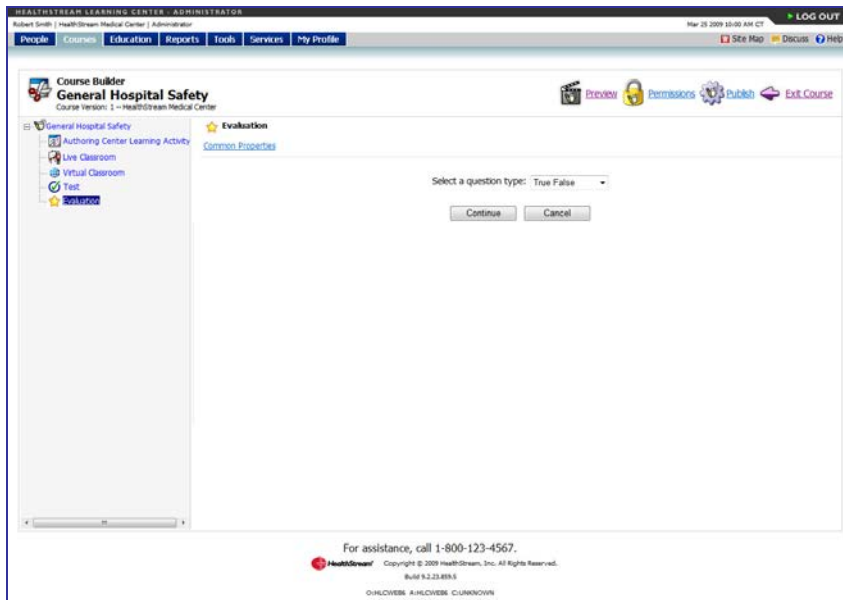 HEALTHSTREAM LEARNING CENTER - ADMINISTRATOR
LOG OUT
Robert Smith | HealthStream Medical Center | Administrator
Mar 25 2009 10:00 AM CT
People Courses Education Reports Tools Services My Profile
Site Map Discuss Help
Course Builder
General Hospital Safety
Course Version: 1 -- HealthStream Medical Center
Preview Permissions Publish Exit Course
General Hospital Safety
Authoring Center Learning Activity
Live Classroom
Virtual Classroom
Test
Evaluation
Evaluation
Common Properties
Select a question type: True False
Continue Cancel
For assistance, call 1-800-123-4567.
HealthStream Copyright © 2009 HealthStream, Inc. All Rights Reserved.
Build 9.2.23.859.5
O:HLCWEB6 A:HLCWEB6 C:UNKNOWN